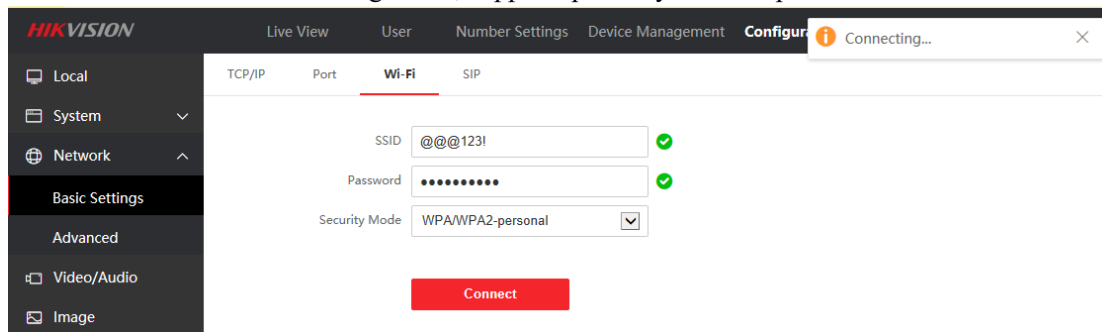 HIKVISION
Live View User Number Settings Device Management Configur
Connecting...
Local
TCP/IP Port Wi-Fi SIP
System
SSID @@@123!
Network
Password ●●●●●●●●●●
Basic Settings
Security Mode WPA/WPA2-personal
Advanced
Video/Audio
Connect
Image